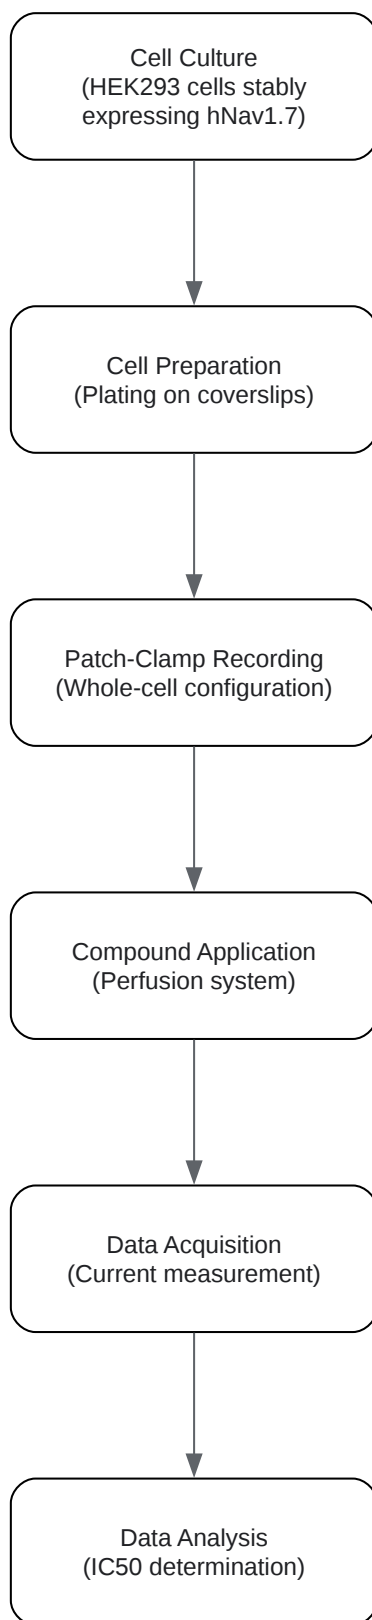 Cell Culture
(HEK293 cells stably
expressing hNav1.7)
Cell Preparation
(Plating on coverslips)
Patch-Clamp Recording
(Whole-cell configuration)
Compound Application
(Perfusion system)
Data Acquisition
(Current measurement)
Data Analysis
(IC50 determination)